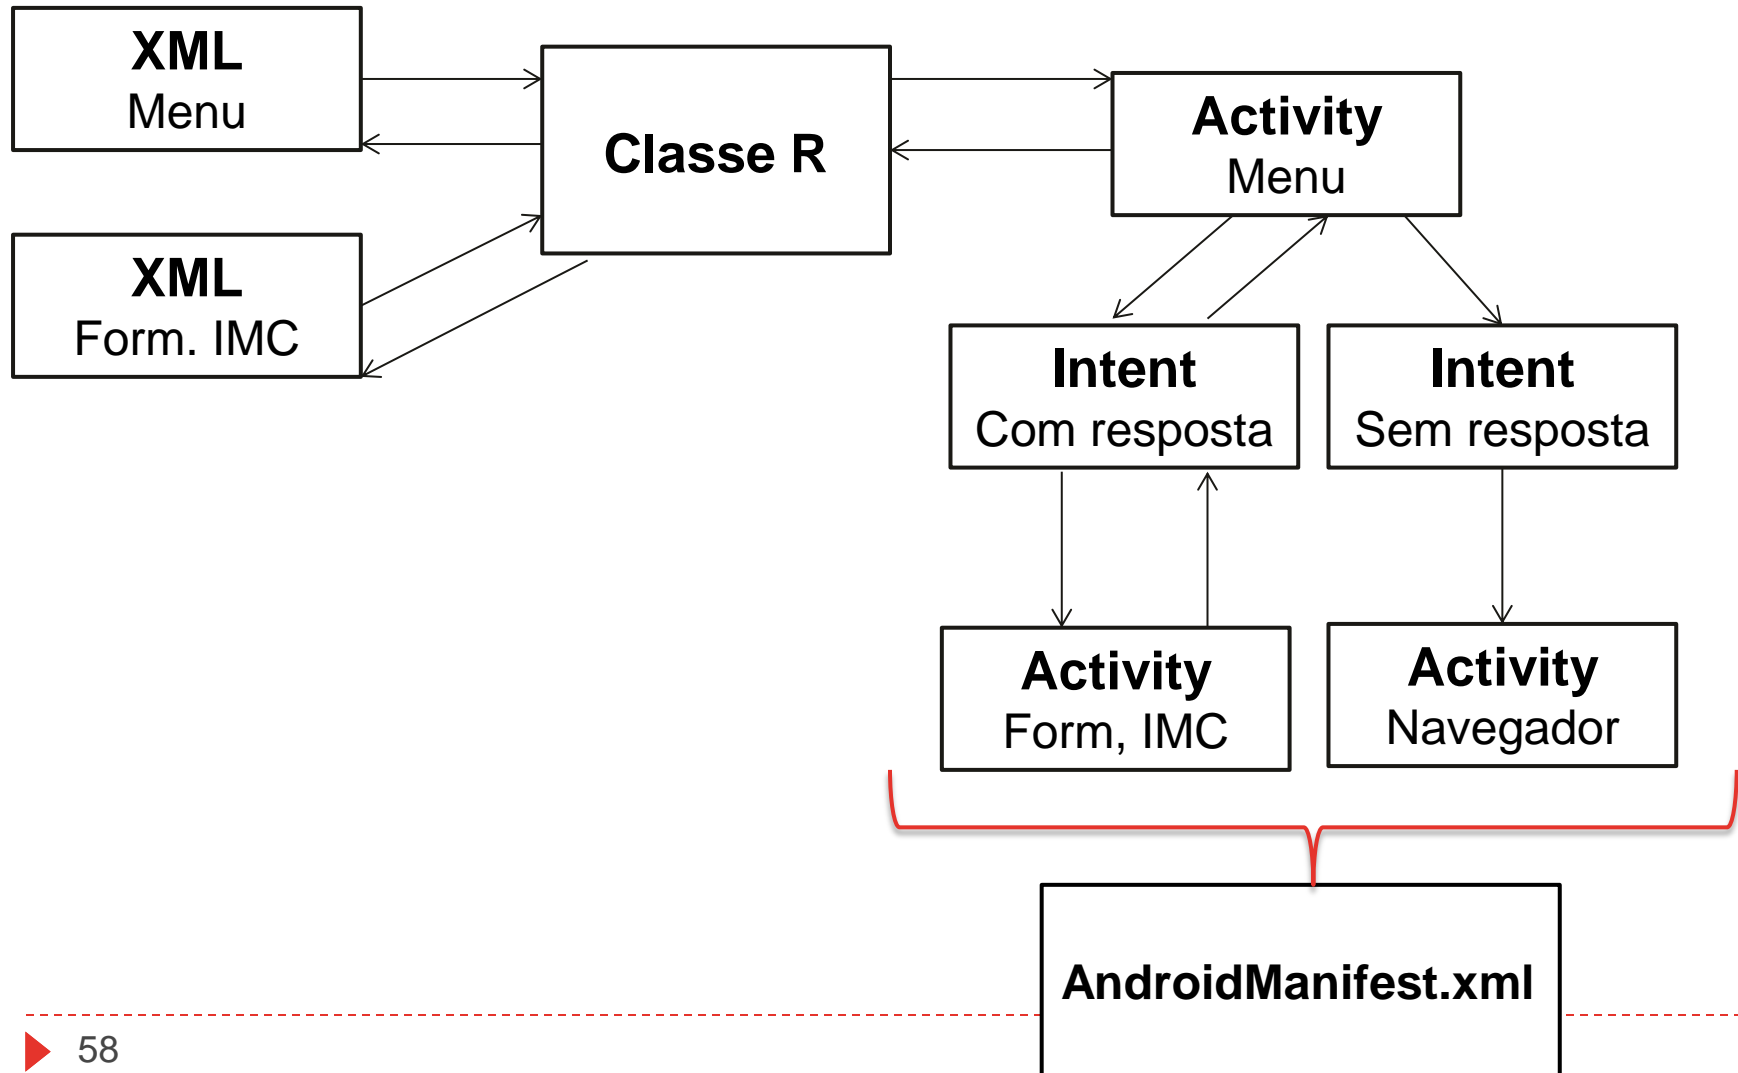 XML
Menu
Classe R
Activity
Menu
XML
Form. IMC
Intent
Com resposta
Intent
Sem resposta
Activity
Form, IMC
Activity
Navegador
AndroidManifest.xml
58